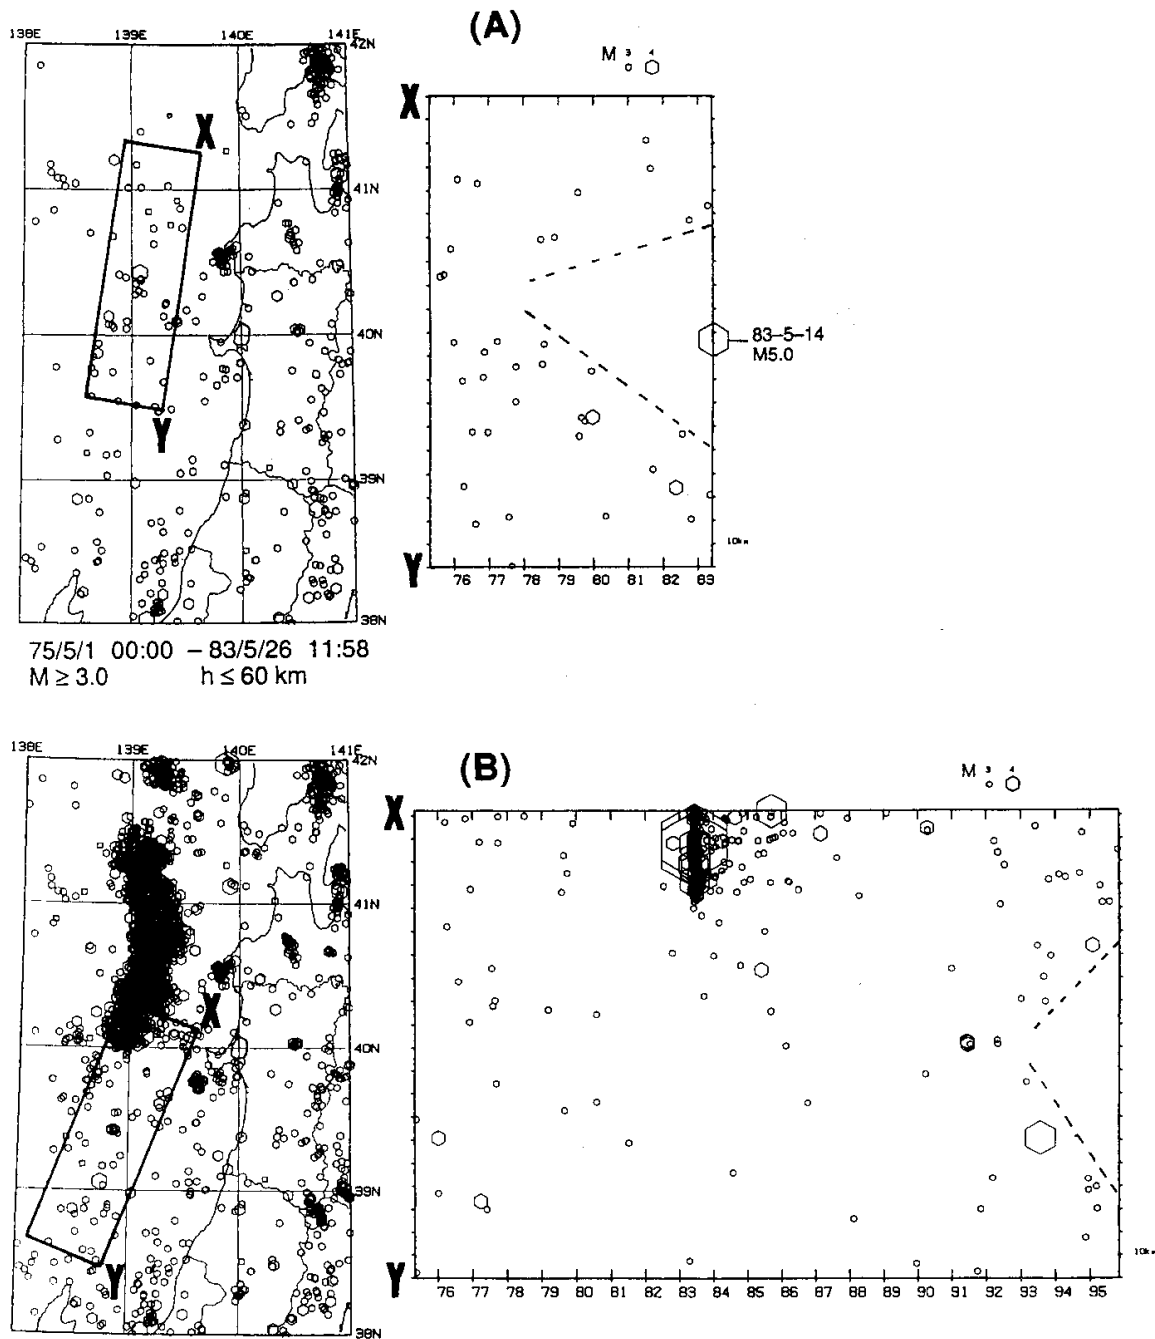 (A)
138E 139E 140E 141E
42N
M 3 4
X
X
41N
40N
83–5–14
M5.0
Y
39N
10km
Y
76 77 78 79 80 81 82 83
38N
75/5/1 00:00 – 83/5/26 11:58
M ≥ 3.0 h ≤ 60 km
(B)
138E 139E 140E 141E
42N
M 3 4
X
41N
X
40N
39N
10km
Y
Y
76 77 78 79 80 81 82 83 84 85 86 87 88 89 90 91 92 93 94 95
38N